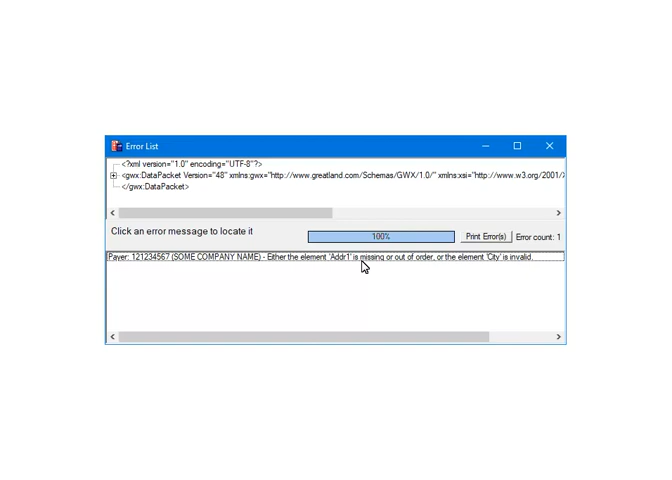 Error List
<?xml version="1.0" encoding="UTF-8"?>
<gwx:DataPacket Version="48" xmlns:gwx="http://www.greatland.com/Schemas/GWX/1.0/" xmlns:xsi="http://www.w3.org/2001/
</gwx:DataPacket>
Click an error message to locate it
100%
Print Error(s)
Error count: 1
Payer: 121234567 (SOME COMPANY NAME) - Either the element 'Addr1' is missing or out of order, or the element 'City' is invalid.